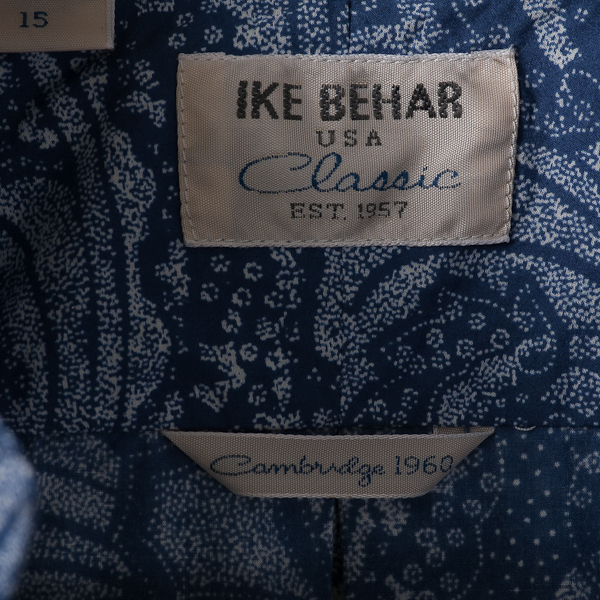 15
IKE BEHAR
USA
Classic
EST. 1957
Cambridge 1960